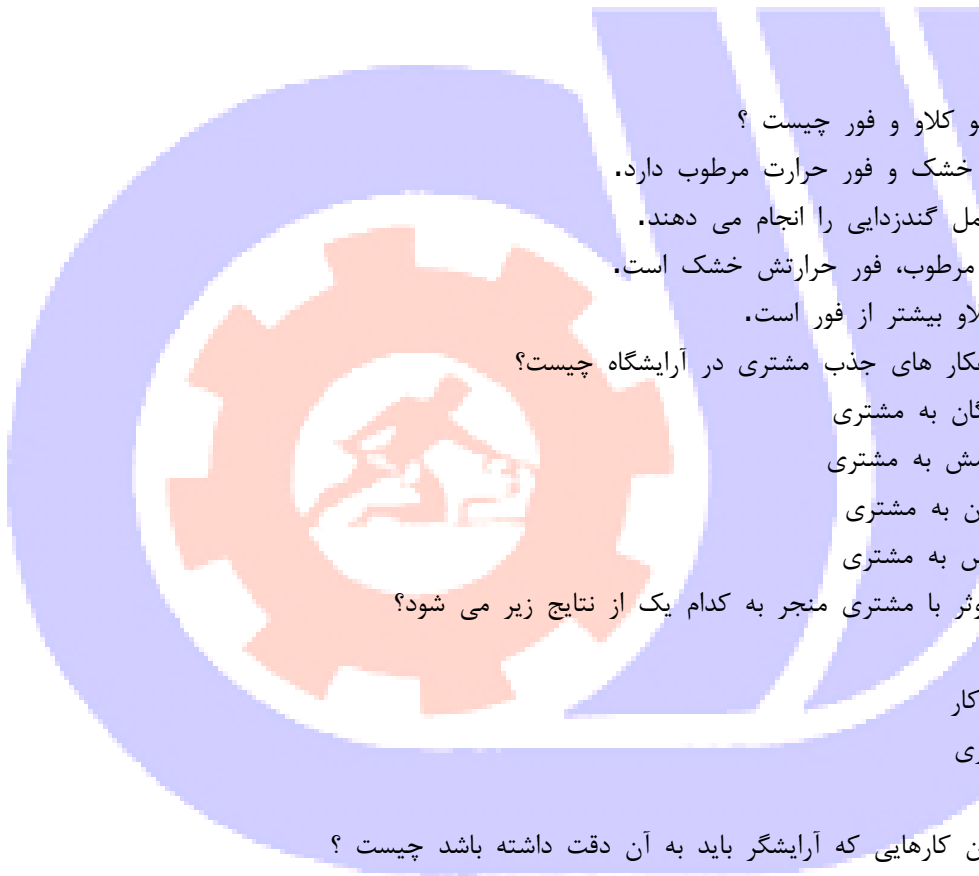 و کلاو و فور چیست ؟
خشک و فور حرارت مرطوب دارد.
مل گندزدایی را انجام می دهند.
مرطوب، فور حرارتش خشک است.
لاو بیشتر از فور است.
کار های جذب مشتری در آرایشگاه چیست؟
گان به مشتری
مش به مشتری
ن به مشتری
س به مشتری
وثر با مشتری منجر به کدام یک از نتایج زیر می شود؟
کار
ری
ن کارهایی که آرایشگر باید به آن دقت داشته باشد چیست ؟